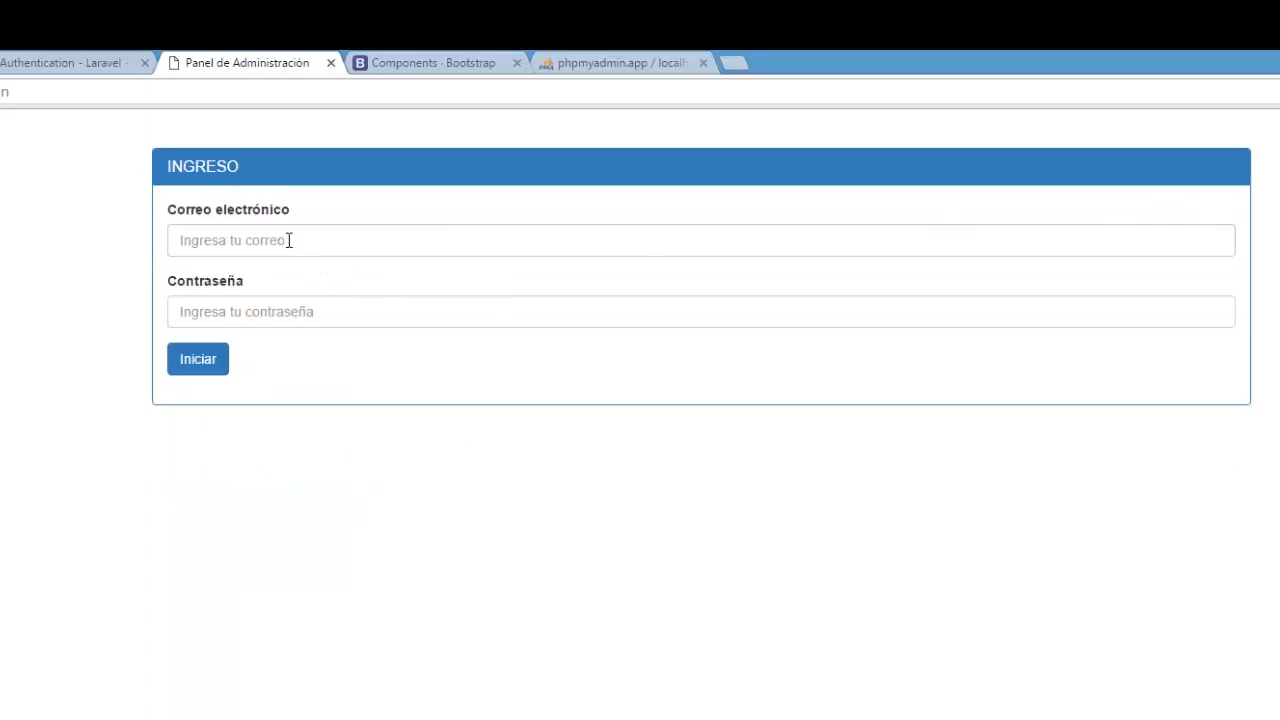 Authentication - Laravel - Panel de Administración Components · Bootstrap phpmyadmin.app / localh
n
INGRESO
Correo electrónico
Ingresa tu correo
Contraseña
Ingresa tu contraseña
Iniciar